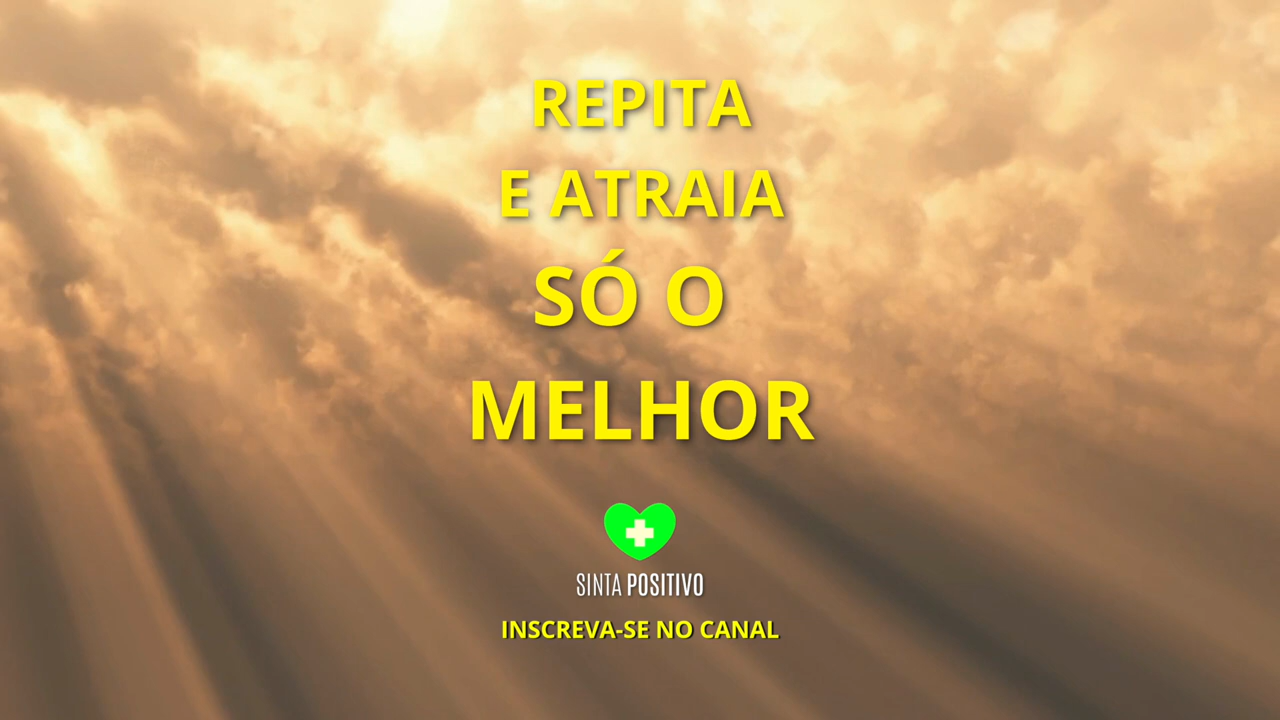 REPITA
E ATRAIA
SÓ O
MELHOR
SINTA POSITIVO
INSCREVA-SE NO CANAL